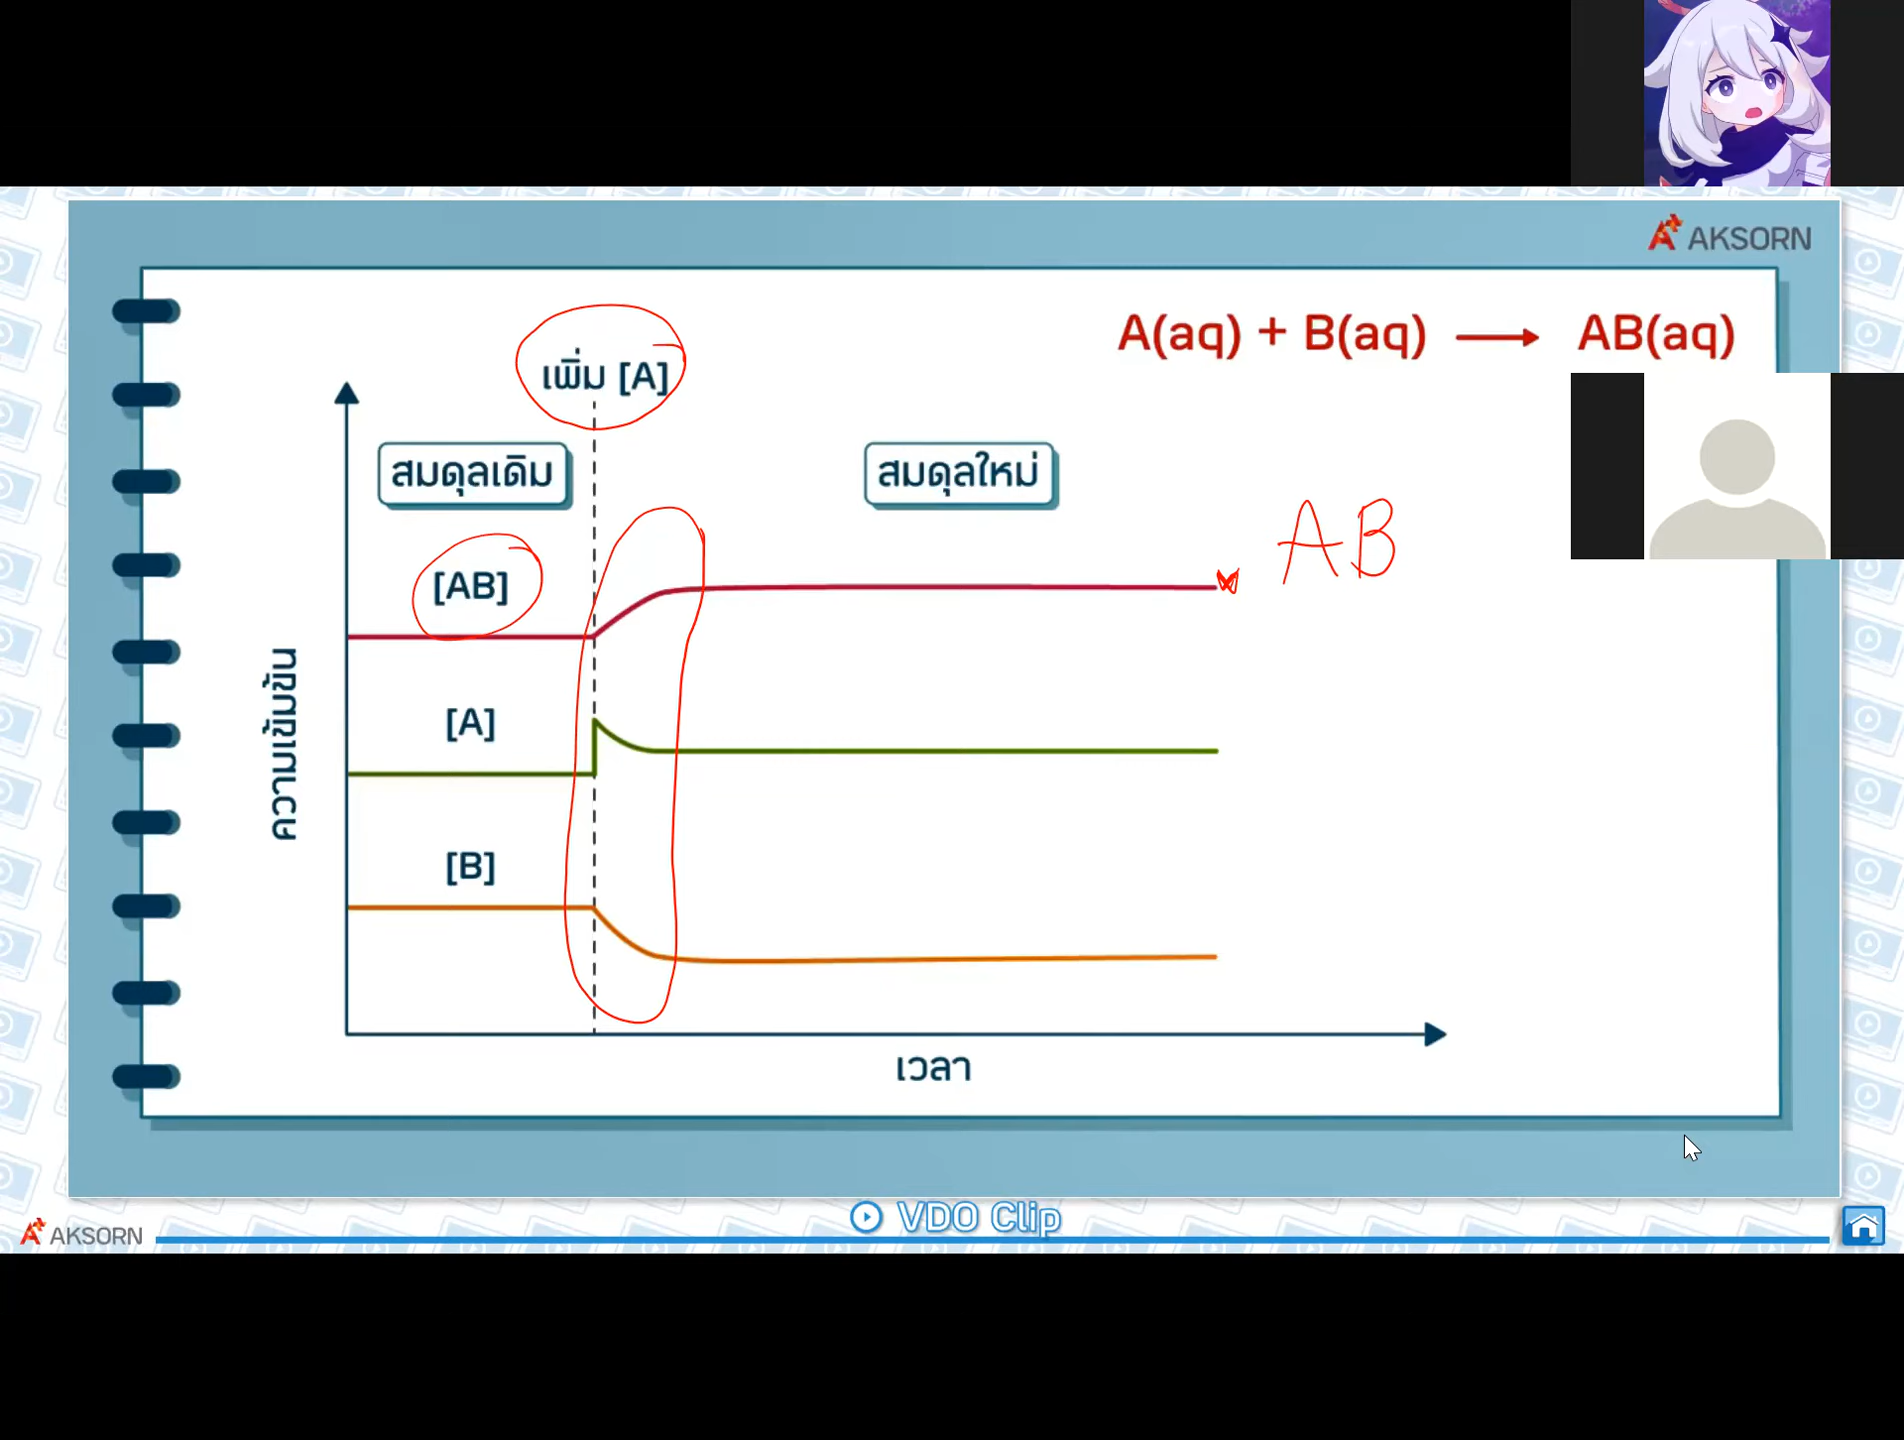 AKSORN
A(aq) + B(aq) ⟶ AB(aq)
เพิ่ม [A]
สมดุลเดิม
สมดุลใหม่
AB
[AB]
[A]
[B]
ความเข้มข้น
เวลา
VDO Clip
AKSORN